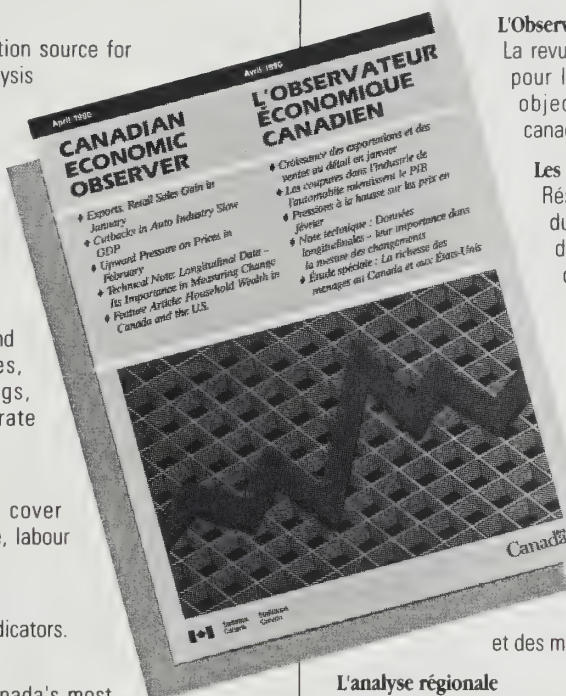 tion source for
ysis
nd
es,
gs,
rate
cover
e, labour
dicators.
nada's most
April 1990
Avril 1990
CANADIAN
ECONOMIC
OBSERVER
♦ Exports, Retail Sales Gain in
January
♦ Cutbacks in Auto Industry Slow
GDP
♦ Upward Pressure on Prices in
February
♦ Technical Note: Longitudinal Data –
Its Importance in Measuring Change
♦ Feature Article: Household Wealth in
Canada and the U.S.
L'OBSERVATEUR
ÉCONOMIQUE
CANADIEN
♦ Croissance des exportations et des
ventes au détail en janvier
♦ Les coupures dans l'industrie de
l'automobile ralentissent le PIB
♦ Pressions à la hausse sur les prix en
février
♦ Note technique : Données
longitudinales – leur importance dans
la mesure des changements
♦ Étude spéciale : La richesse des
ménages au Canada et aux États-Unis
Statistics Statistique
Canada Canada
Canada
L'Observ
La revu
pour l
objec
canad
Les
Rés
du
d
et des m
L'analyse régionale